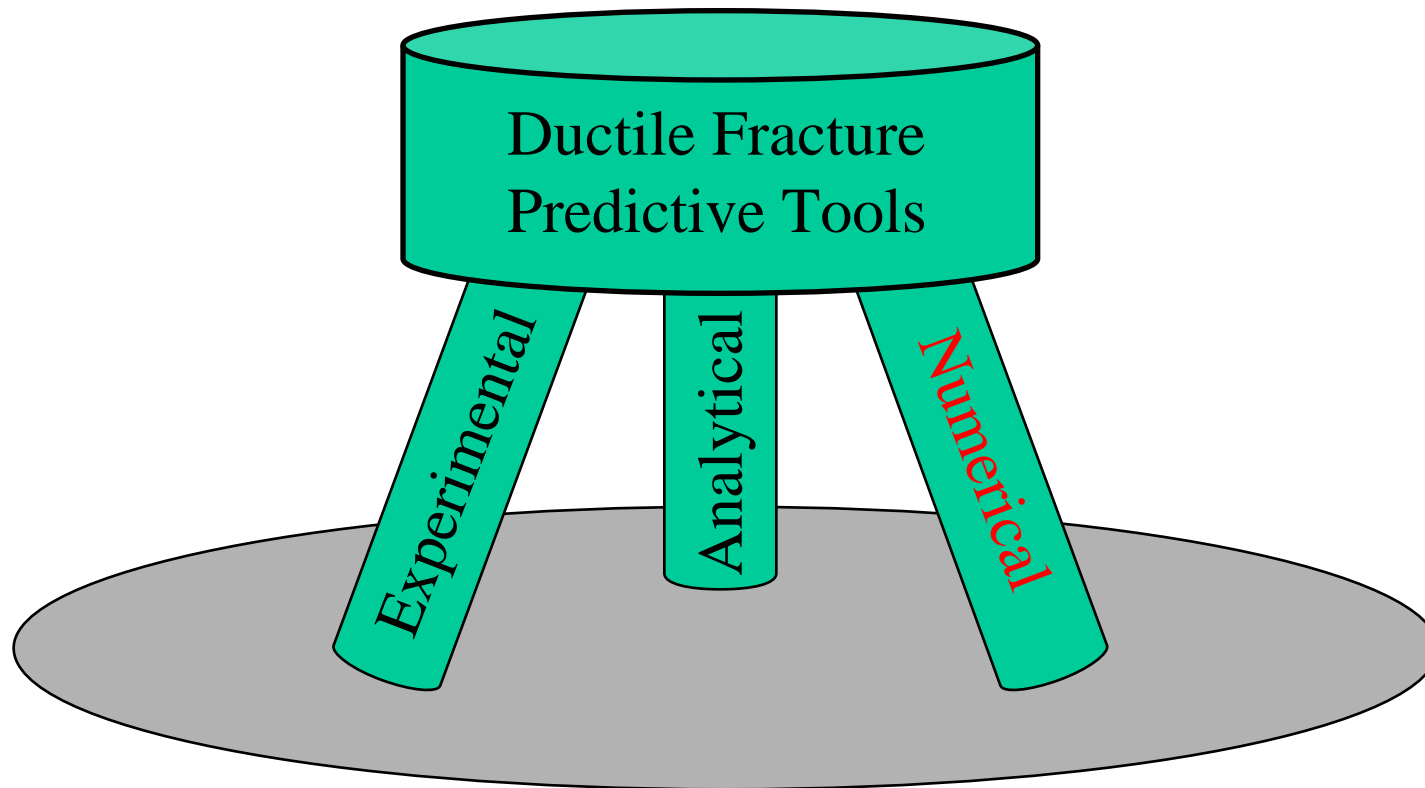 Ductile Fracture
Predictive Tools
Experimental
Analytical
Numerical